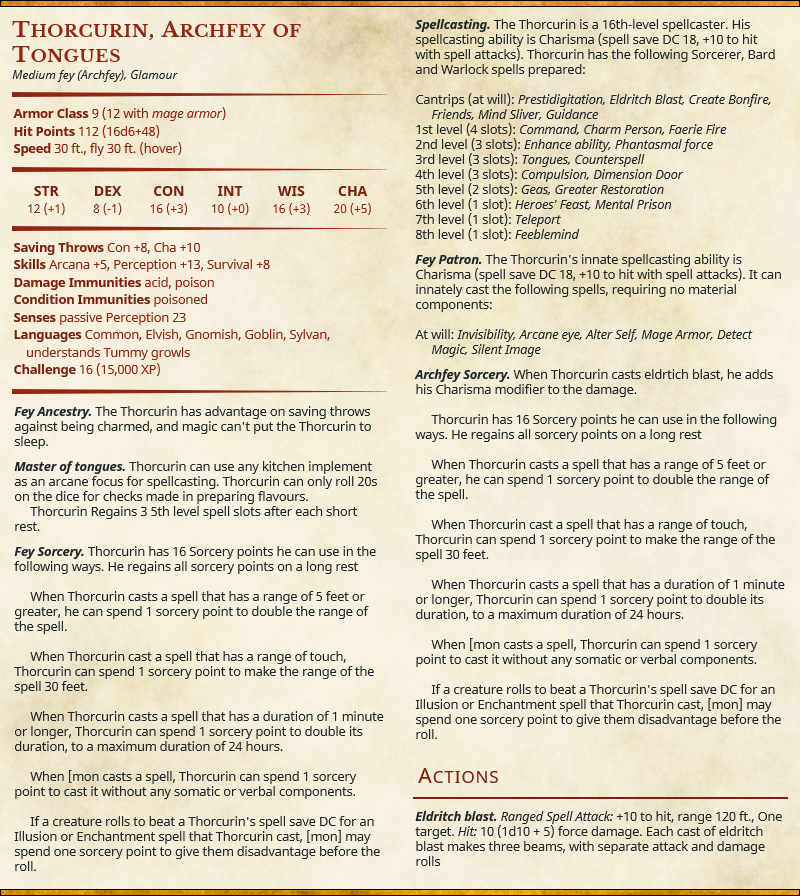 Thorcurin, Archfey of
Tongues
Medium fey (Archfey), Glamour
Armor Class 9 (12 with mage armor)
Hit Points 112 (16d6+48)
Speed 30 ft., fly 30 ft. (hover)
STR DEX CON INT WIS CHA
12 (+1) 8 (-1) 16 (+3) 10 (+0) 16 (+3) 20 (+5)
Saving Throws Con +8, Cha +10
Skills Arcana +5, Perception +13, Survival +8
Damage Immunities acid, poison
Condition Immunities poisoned
Senses passive Perception 23
Languages Common, Elvish, Gnomish, Goblin, Sylvan,
understands Tummy growls
Challenge 16 (15,000 XP)
Fey Ancestry. The Thorcurin has advantage on saving throws
against being charmed, and magic can't put the Thorcurin to
sleep.
Master of tongues. Thorcurin can use any kitchen implement
as an arcane focus for spellcasting. Thorcurin can only roll 20s
on the dice for checks made in preparing flavours.
Thorcurin Regains 3 5th level spell slots after each short
rest.
Fey Sorcery. Thorcurin has 16 Sorcery points he can use in the
following ways. He regains all sorcery points on a long rest
When Thorcurin casts a spell that has a range of 5 feet or
greater, he can spend 1 sorcery point to double the range of
the spell.
When Thorcurin cast a spell that has a range of touch,
Thorcurin can spend 1 sorcery point to make the range of the
spell 30 feet.
When Thorcurin casts a spell that has a duration of 1 minute
or longer, Thorcurin can spend 1 sorcery point to double its
duration, to a maximum duration of 24 hours.
When [mon casts a spell, Thorcurin can spend 1 sorcery
point to cast it without any somatic or verbal components.
If a creature rolls to beat a Thorcurin's spell save DC for an
Illusion or Enchantment spell that Thorcurin cast, [mon] may
spend one sorcery point to give them disadvantage before the
roll.
Spellcasting. The Thorcurin is a 16th-level spellcaster. His
spellcasting ability is Charisma (spell save DC 18, +10 to hit
with spell attacks). Thorcurin has the following Sorcerer, Bard
and Warlock spells prepared:
Cantrips (at will): Prestidigitation, Eldritch Blast, Create Bonfire,
Friends, Mind Sliver, Guidance
1st level (4 slots): Command, Charm Person, Faerie Fire
2nd level (3 slots): Enhance ability, Phantasmal force
3rd level (3 slots): Tongues, Counterspell
4th level (3 slots): Compulsion, Dimension Door
5th level (2 slots): Geas, Greater Restoration
6th level (1 slot): Heroes' Feast, Mental Prison
7th level (1 slot): Teleport
8th level (1 slot): Feeblemind
Fey Patron. The Thorcurin's innate spellcasting ability is
Charisma (spell save DC 18, +10 to hit with spell attacks). It can
innately cast the following spells, requiring no material
components:
At will: Invisibility, Arcane eye, Alter Self, Mage Armor, Detect
Magic, Silent Image
Archfey Sorcery. When Thorcurin casts eldrtich blast, he adds
his Charisma modifier to the damage.
Thorcurin has 16 Sorcery points he can use in the following
ways. He regains all sorcery points on a long rest
When Thorcurin casts a spell that has a range of 5 feet or
greater, he can spend 1 sorcery point to double the range of
the spell.
When Thorcurin cast a spell that has a range of touch,
Thorcurin can spend 1 sorcery point to make the range of the
spell 30 feet.
When Thorcurin casts a spell that has a duration of 1 minute
or longer, Thorcurin can spend 1 sorcery point to double its
duration, to a maximum duration of 24 hours.
When [mon casts a spell, Thorcurin can spend 1 sorcery
point to cast it without any somatic or verbal components.
If a creature rolls to beat a Thorcurin's spell save DC for an
Illusion or Enchantment spell that Thorcurin cast, [mon] may
spend one sorcery point to give them disadvantage before the
roll.
Actions
Eldritch blast. Ranged Spell Attack: +10 to hit, range 120 ft., One
target. Hit: 10 (1d10 + 5) force damage. Each cast of eldritch
blast makes three beams, with separate attack and damage
rolls